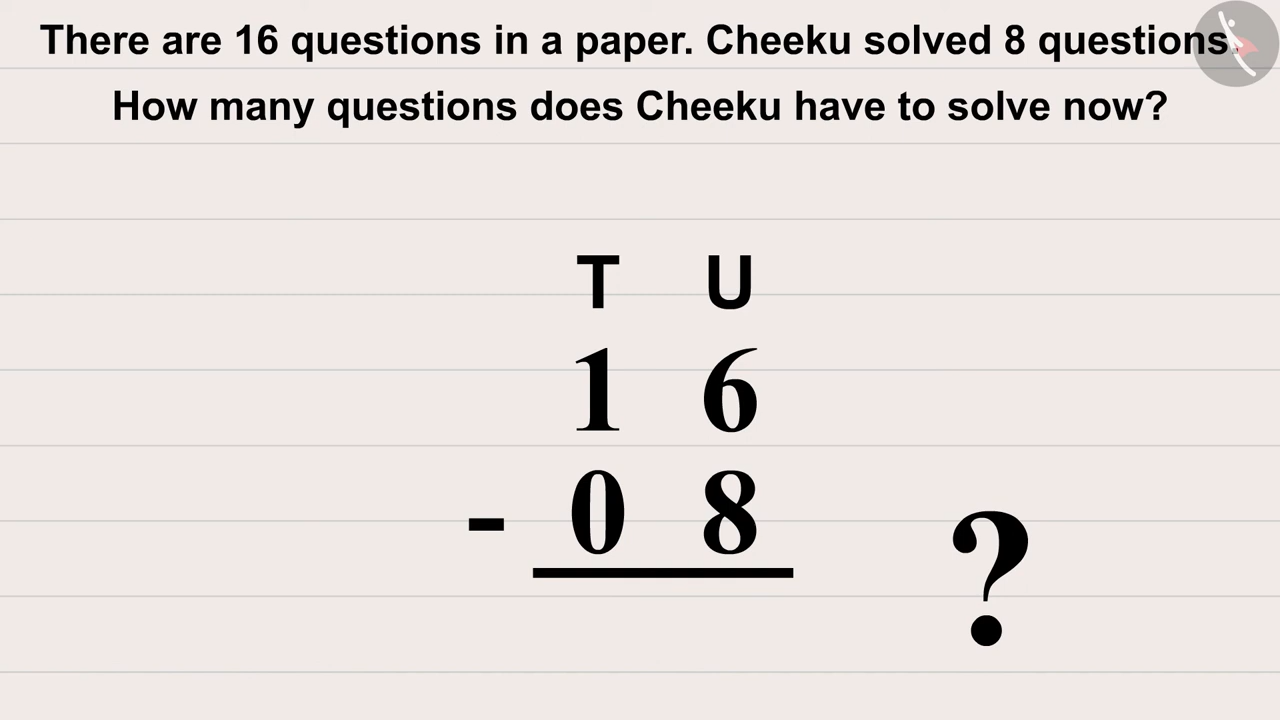 There are 16 questions in a paper. Cheeku solved 8 questions.
How many questions does Cheeku have to solve now?
T U
1 6
- 0 8
?